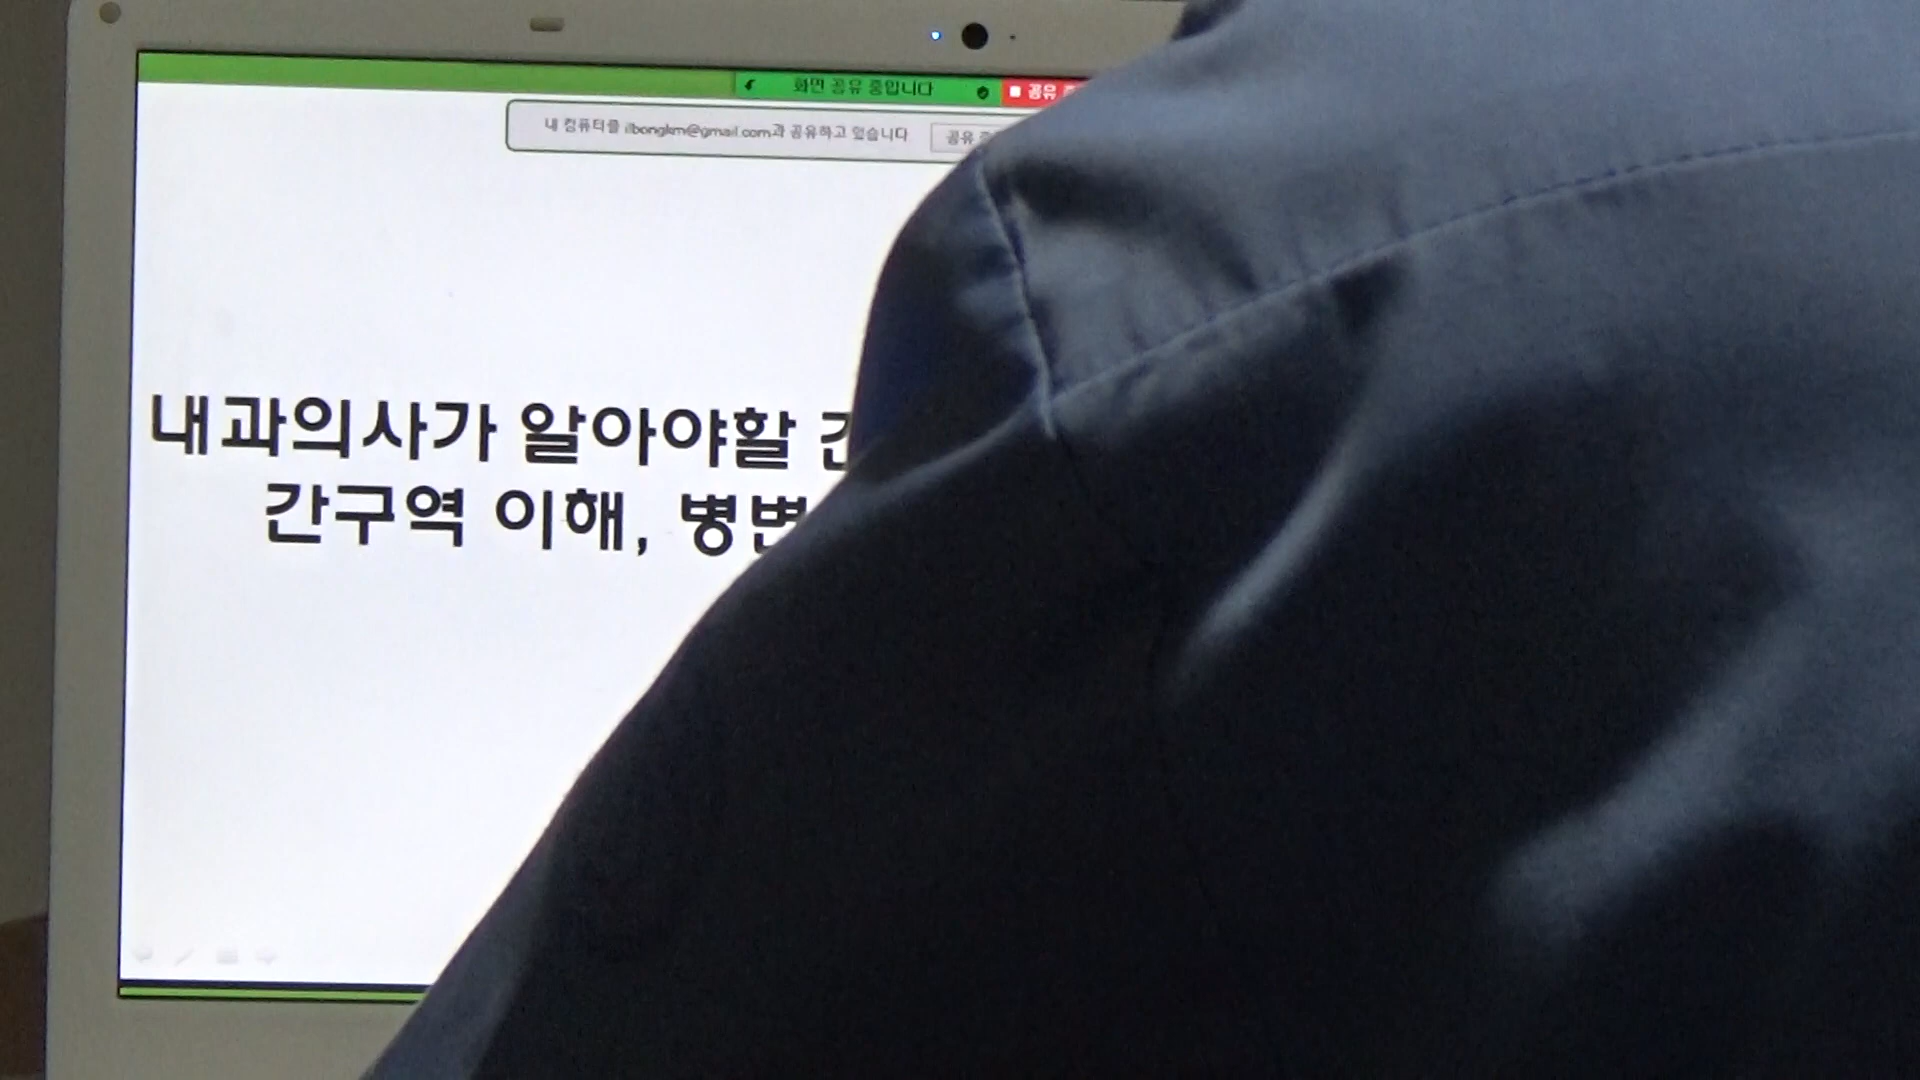 화면 공유 중입니다
공유
내 컴퓨터를 ilbongkm@gmail.com과 공유하고 있습니다
공유
내과의사가 알아야할
간구역 이해, 병변